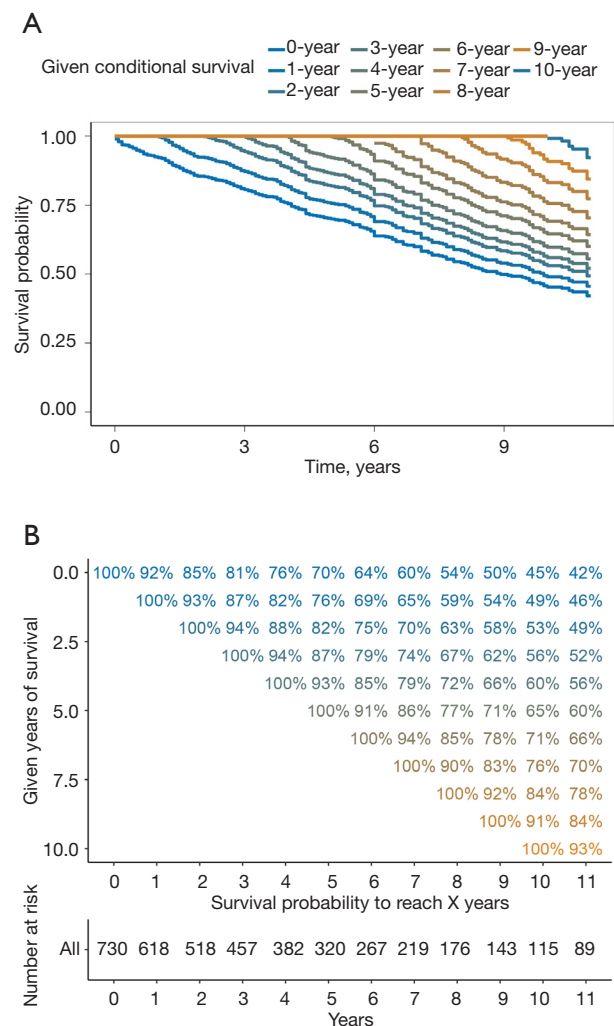 A
Given conditional survival
0-year 3-year 6-year 9-year
1-year 4-year 7-year 10-year
2-year 5-year 8-year
Survival probability
1.00
0.75
0.50
0.25
0.00
0 3 6 9
Time, years
B
Given years of survival
0.0 100% 92% 85% 81% 76% 70% 64% 60% 54% 50% 45% 42%
100% 93% 87% 82% 76% 69% 65% 59% 54% 49% 46%
2.5 100% 94% 88% 82% 75% 70% 63% 58% 53% 49%
100% 94% 87% 79% 74% 67% 62% 56% 52%
100% 93% 85% 79% 72% 66% 60% 56%
5.0 100% 91% 86% 77% 71% 65% 60%
100% 94% 85% 78% 71% 66%
7.5 100% 90% 83% 76% 70%
100% 92% 84% 78%
100% 91% 84%
10.0 100% 93%
0 1 2 3 4 5 6 7 8 9 10 11
Survival probability to reach X years
Number at risk
All 730 618 518 457 382 320 267 219 176 143 115 89
0 1 2 3 4 5 6 7 8 9 10 11
Years